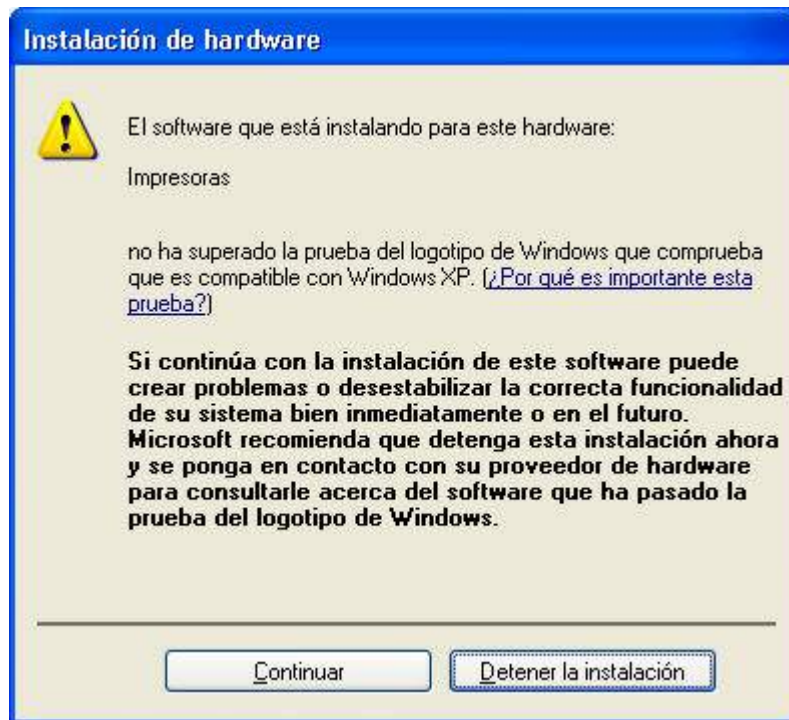 Instalación de hardware
El software que está instalando para este hardware:
Impresoras
no ha superado la prueba del logotipo de Windows que comprueba
que es compatible con Windows XP. (¿Por qué es importante esta
prueba?)
Si continúa con la instalación de este software puede
crear problemas o desestabilizar la correcta funcionalidad
de su sistema bien inmediatamente o en el futuro.
Microsoft recomienda que detenga esta instalación ahora
y se ponga en contacto con su proveedor de hardware
para consultarle acerca del software que ha pasado la
prueba del logotipo de Windows.
Continuar
Detener la instalación